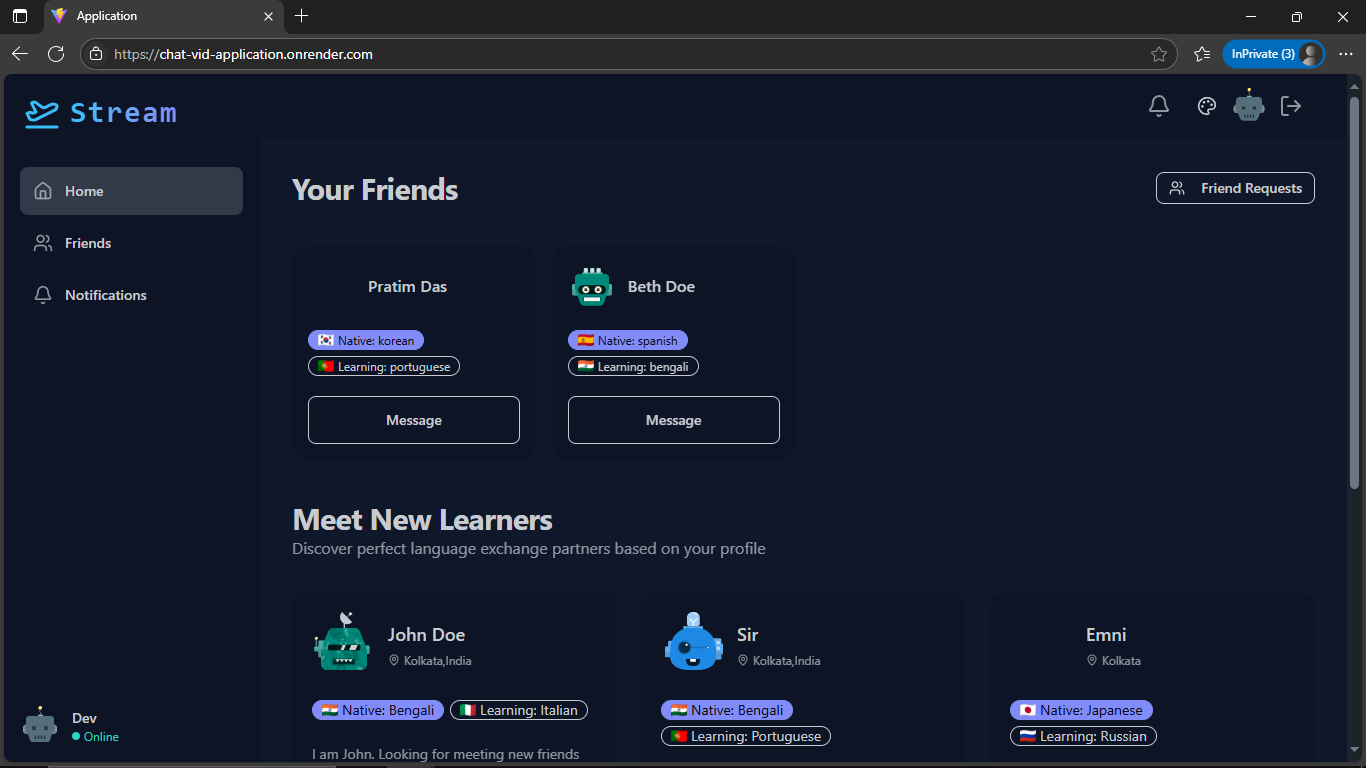 Application
https://chat-vid-application.onrender.com
InPrivate (3)
Stream
Home
Friends
Notifications
Your Friends
Friend Requests
Pratim Das
Native: korean
Learning: portuguese
Message
Beth Doe
Native: spanish
Learning: bengali
Message
Meet New Learners
Discover perfect language exchange partners based on your profile
John Doe
Kolkata,India
Native: Bengali
Learning: Italian
I am John. Looking for meeting new friends
Sir
Kolkata,India
Native: Bengali
Learning: Portuguese
Emni
Kolkata
Native: Japanese
Learning: Russian
Dev
Online